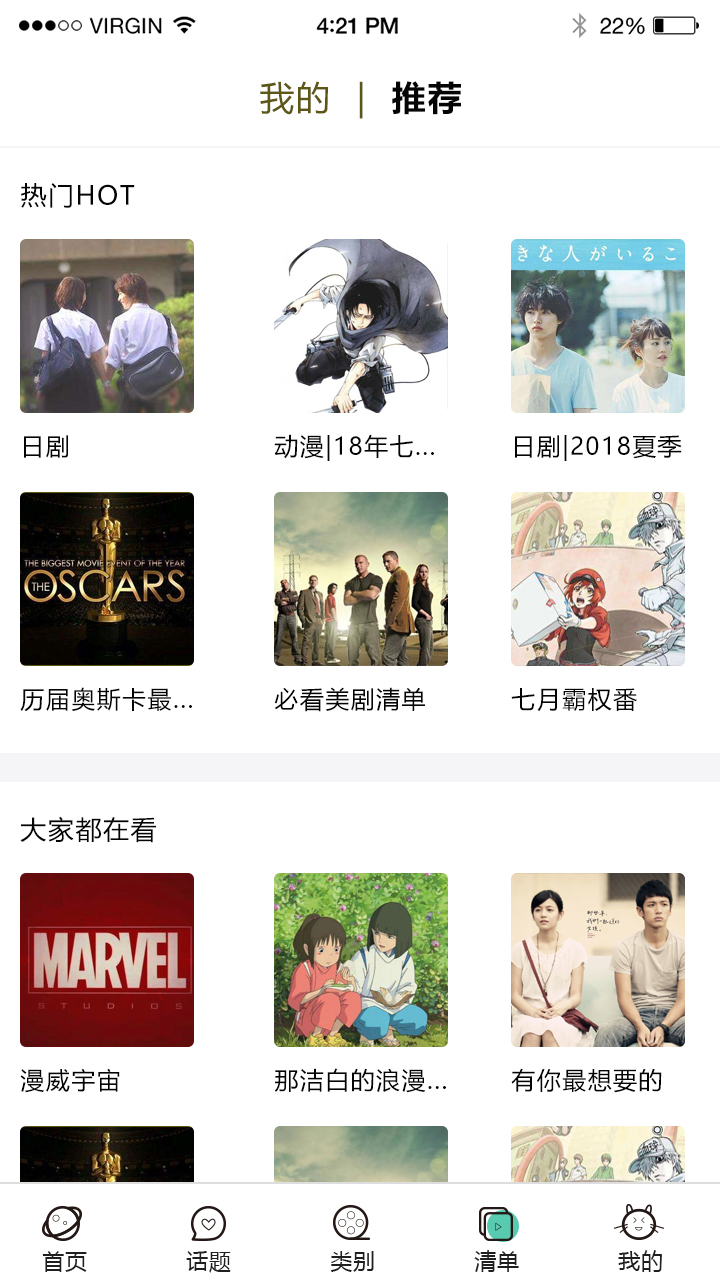 VIRGIN 4:21 PM 22%
我的 | 推荐
热门HOT
きな人がいるこ
日剧
动漫|18年七...
日剧|2018夏季
THE BIGGEST MOVIE EVENT OF THE YEAR
THE OSCARS
历届奥斯卡最...
必看美剧清单
七月霸权番
大家都在看
MARVEL
STUDIOS
漫威宇宙
那洁白的浪漫...
有你最想要的
首页
话题
类别
清单
我的